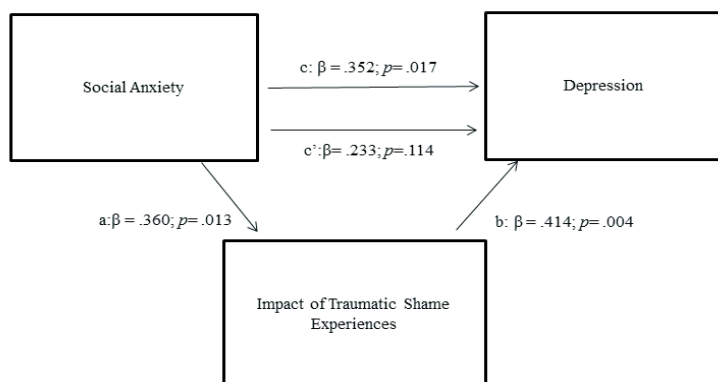 Social Anxiety
c: β = .352; p= .017
Depression
c’:β= .233; p=.114
a:β = .360; p= .013
b: β = .414; p= .004
Impact of Traumatic Shame
Experiences